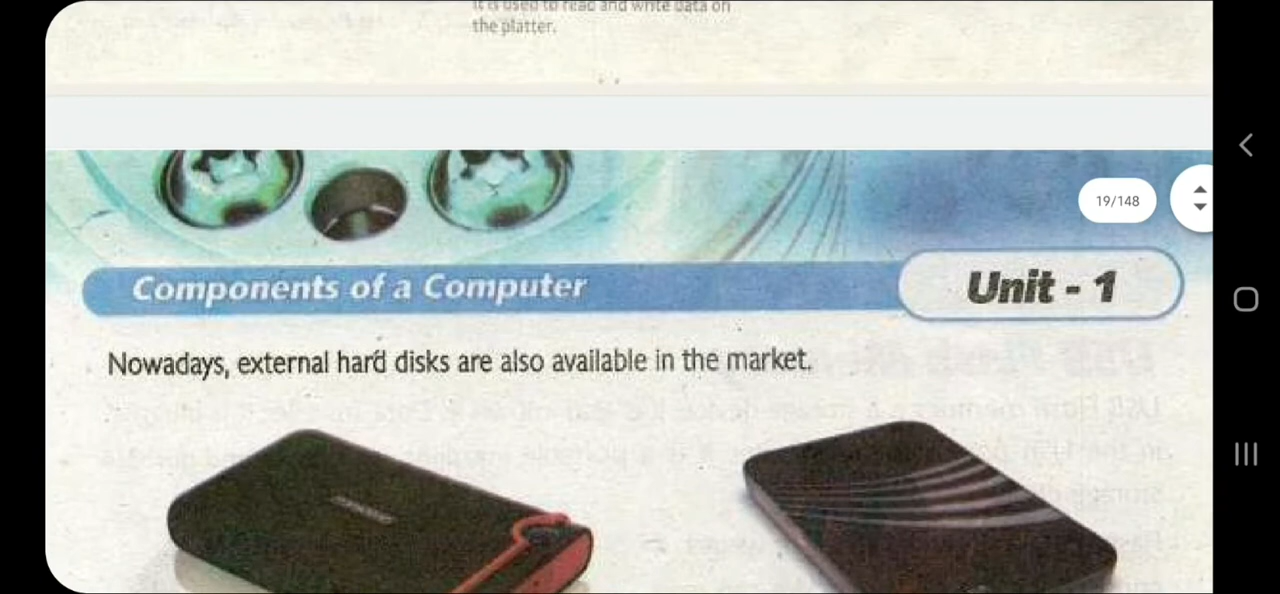 It is used to read and write data on
the platter.
19/148
Components of a Computer
Unit - 1
Nowadays, external hard disks are also available in the market.